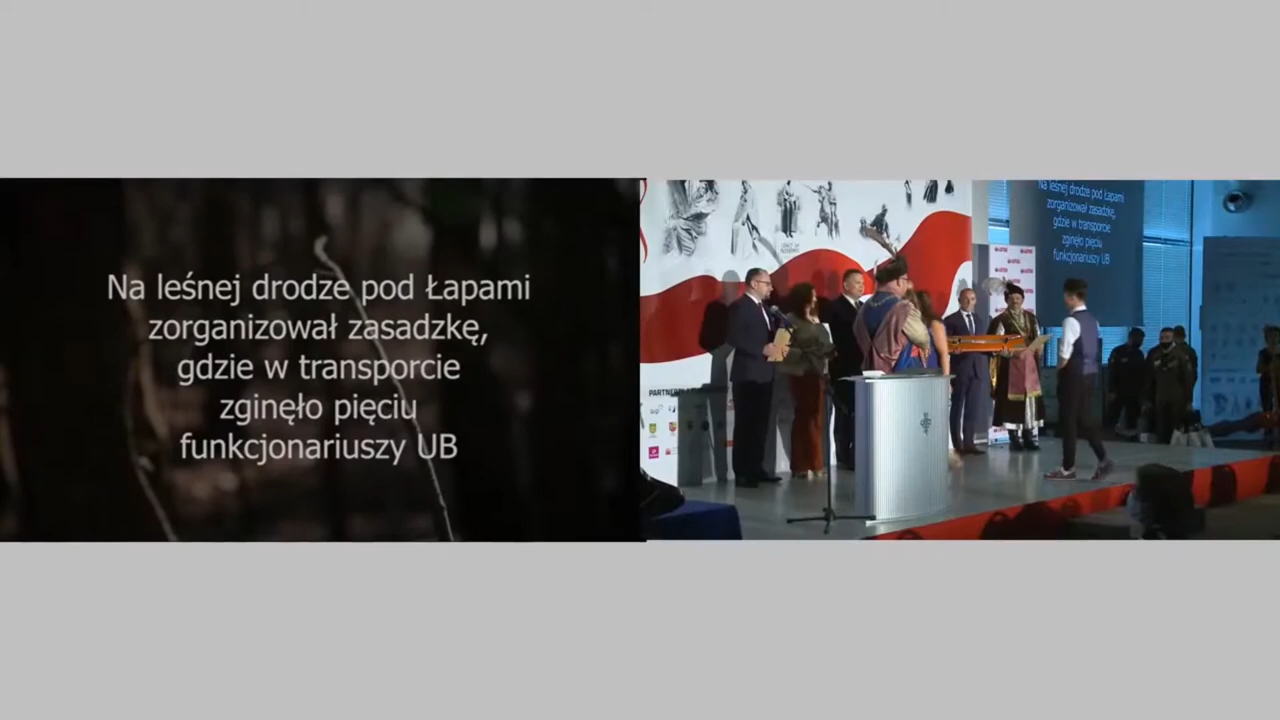 Na leśnej drodze pod Łapami
zorganizował zasadzkę,
gdzie w transporcie
zginęło pięciu
funkcjonariuszy UB
Na leśnej drodze pod Łapami
zorganizował zasadzkę,
gdzie w transporcie
zginęło pięciu
funkcjonariuszy UB